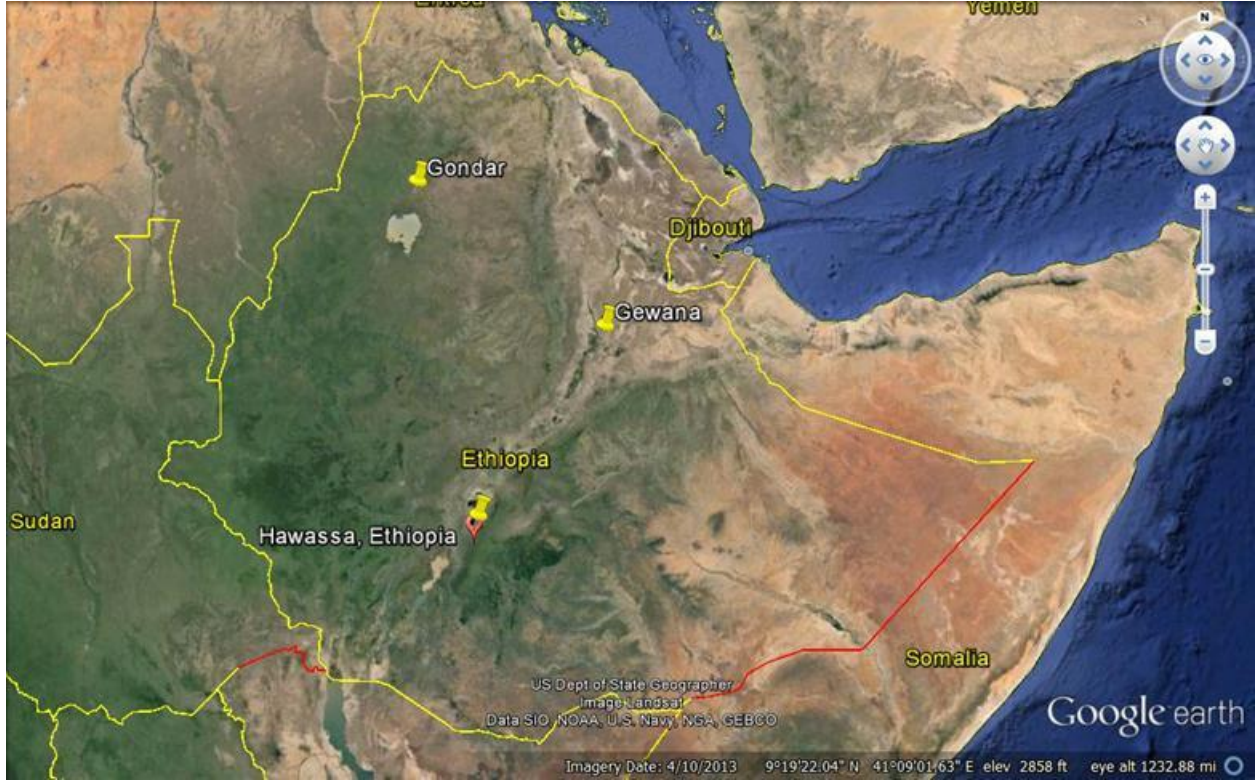 Eritrea
Yemen
N
Gondar
Djibouti
Gewana
Ethiopia
Sudan
Hawassa, Ethiopia
Somalia
US Dept of State Geographer
Image Landsat
Data SIO, NOAA, U.S. Navy, NGA, GEBCO
Google earth
Imagery Date: 4/10/2013 9°19'22.04" N 41°09'01.63" E elev 2858 ft eye alt 1232.88 mi